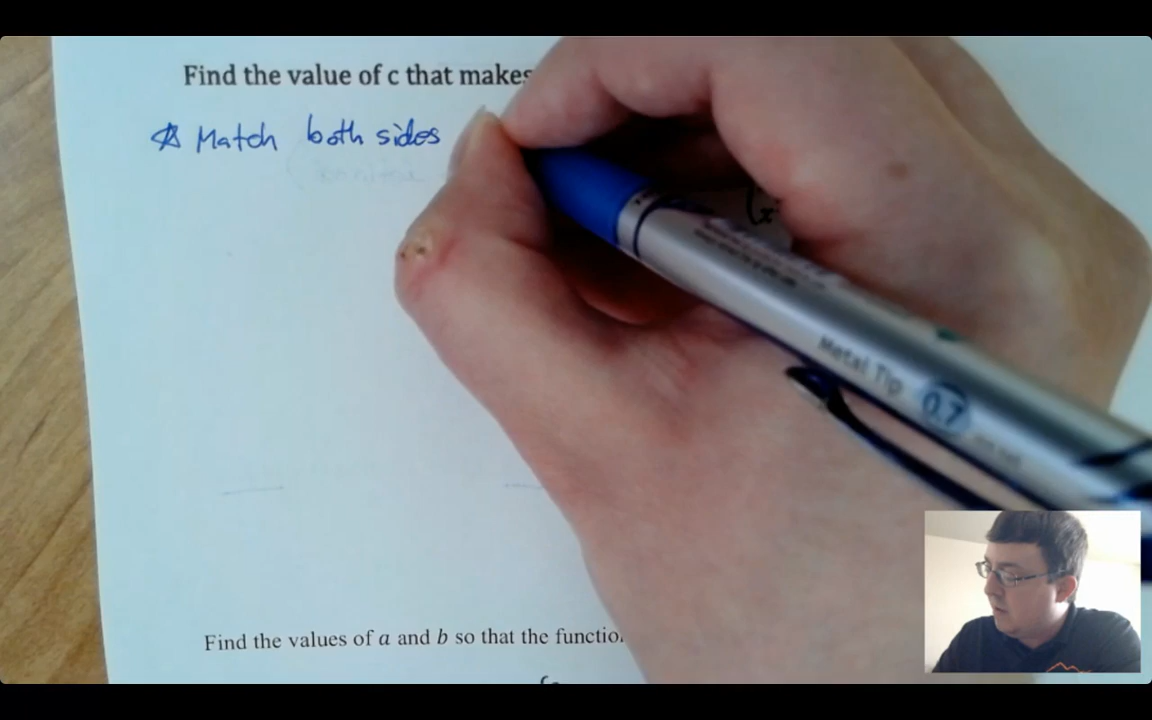 Find the value of c that makes
Match both sides
(x
Metal Tip 0.7
Find the values of a and b so that the functio